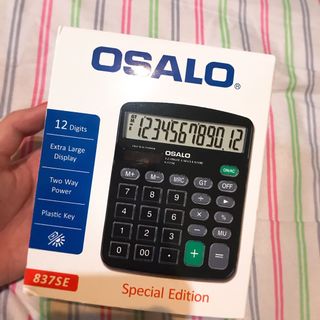 OSALO®
12 Digits
Extra Large
Display
Two Way
Power
Plastic Key
837SE
Special Edition
123456789012
OSALO
ON/AC
M+ M- MRC GT OFF
7 8 9 ÷ ▶
4 5 6 × √
1 2 3 - %
0 00 · + = MU